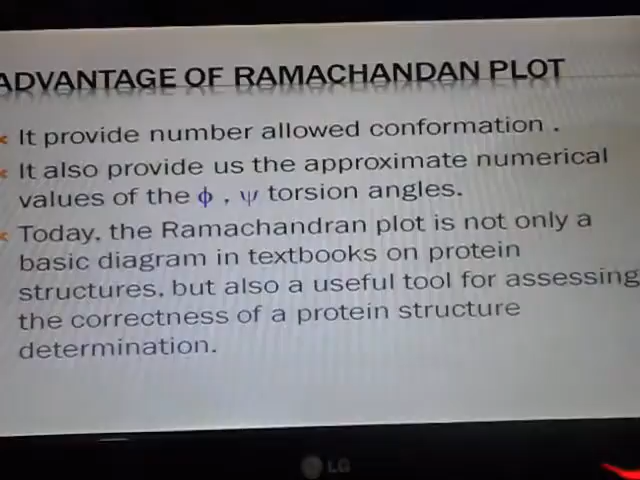 ADVANTAGE OF RAMACHANDAN PLOT
It provide number allowed conformation .
It also provide us the approximate numerical
values of the ϕ , ψ torsion angles.
Today, the Ramachandran plot is not only a
basic diagram in textbooks on protein
structures, but also a useful tool for assessing
the correctness of a protein structure
determination.
LG